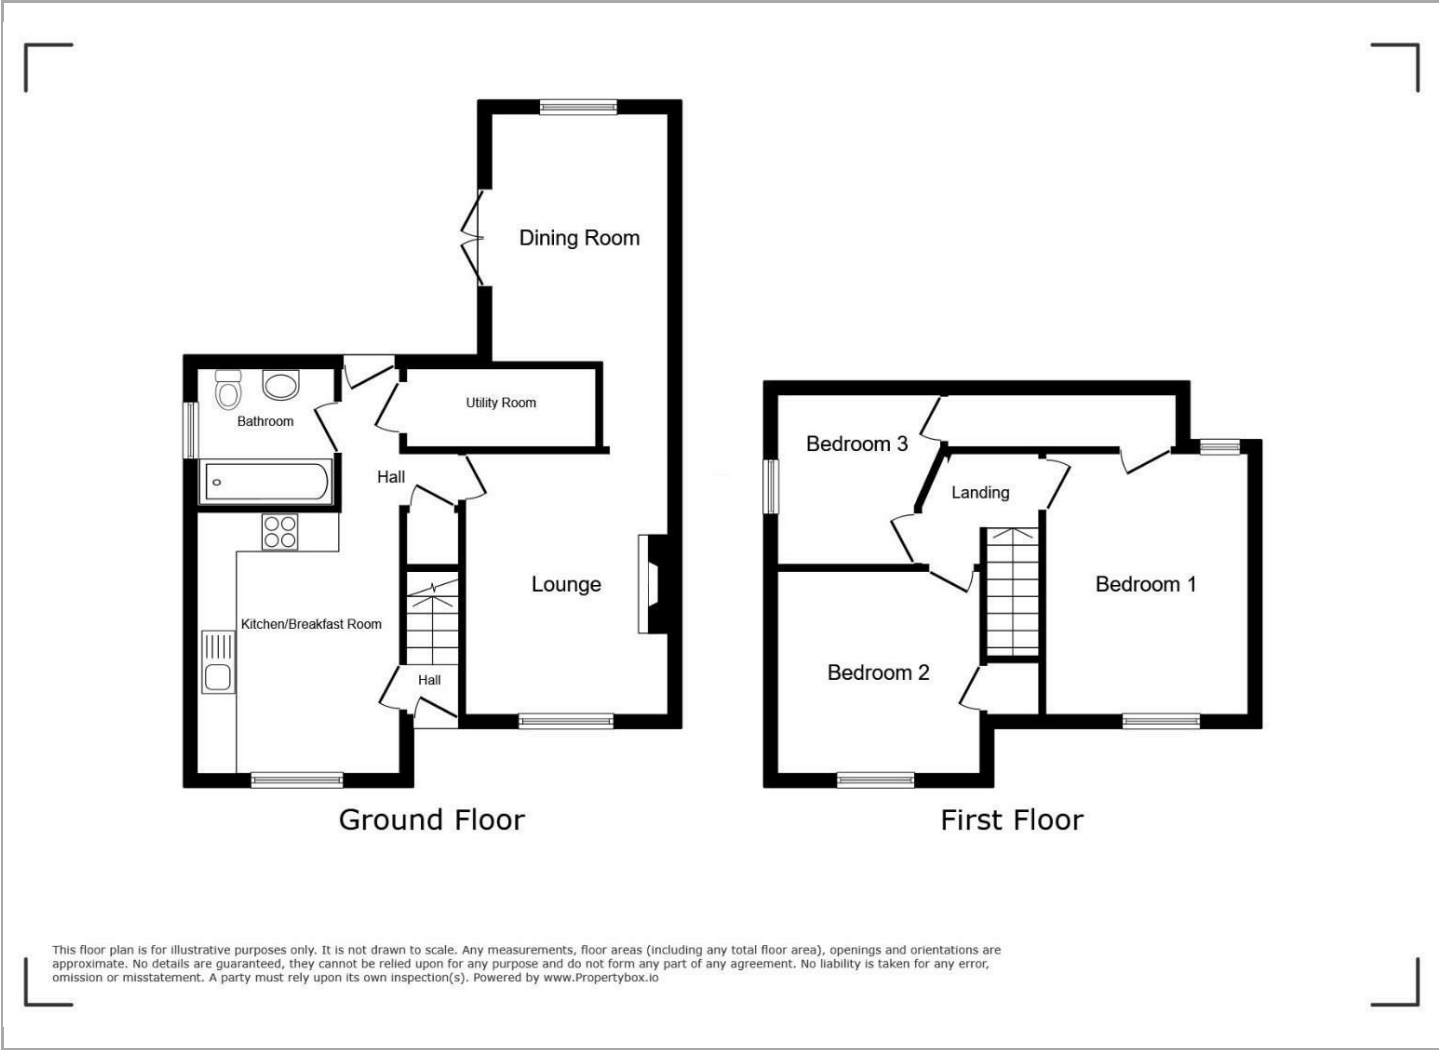 Dining Room
Utility Room
Bathroom
Hall
Lounge
Kitchen/Breakfast Room
Hall
Ground Floor
Bedroom 3
Landing
Bedroom 1
Bedroom 2
First Floor
This floor plan is for illustrative purposes only. It is not drawn to scale. Any measurements, floor areas (including any total floor area), openings and orientations are
approximate. No details are guaranteed, they cannot be relied upon for any purpose and do not form any part of any agreement. No liability is taken for any error,
omission or misstatement. A party must rely upon its own inspection(s). Powered by www.Propertybox.io